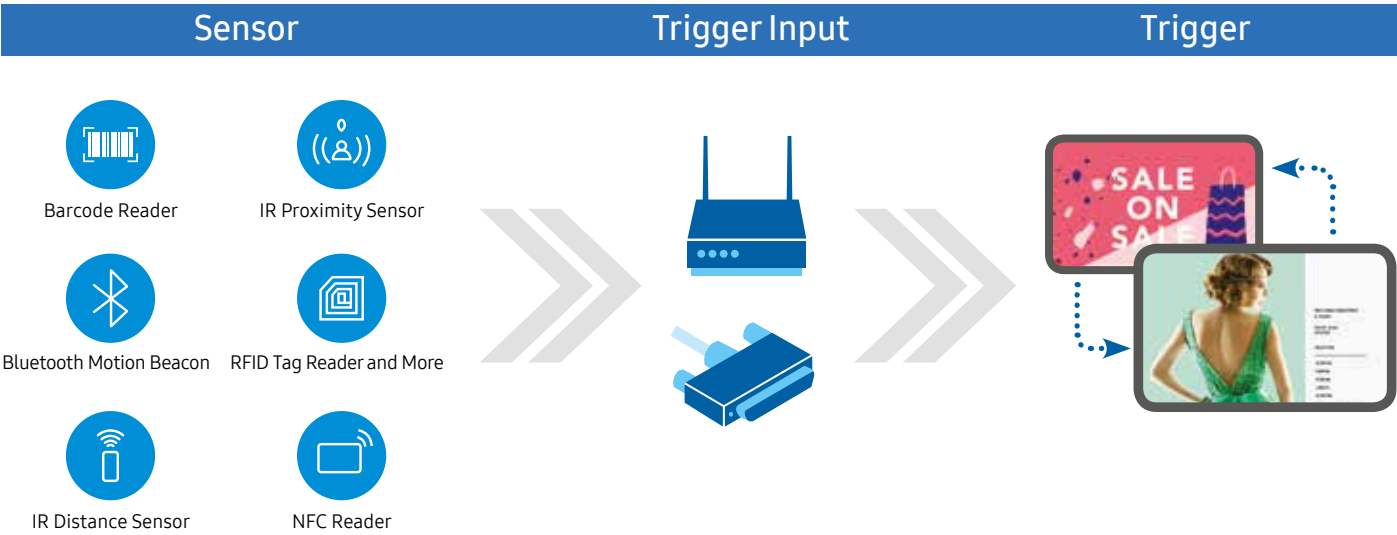 Sensor
Trigger Input
Trigger
Barcode Reader
IR Proximity Sensor
Bluetooth Motion Beacon
RFID Tag Reader and More
IR Distance Sensor
NFC Reader
SALE
ON
SALE